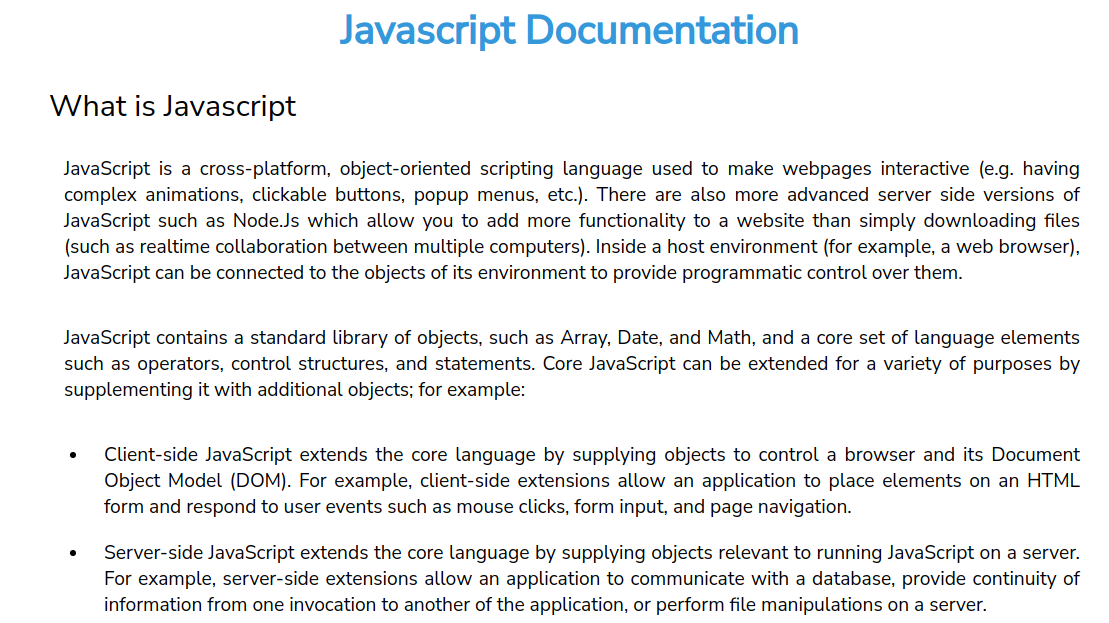 Javascript Documentation
What is Javascript
JavaScript is a cross-platform, object-oriented scripting language used to make webpages interactive (e.g. having
complex animations, clickable buttons, popup menus, etc.). There are also more advanced server side versions of
JavaScript such as Node.Js which allow you to add more functionality to a website than simply downloading files
(such as realtime collaboration between multiple computers). Inside a host environment (for example, a web browser),
JavaScript can be connected to the objects of its environment to provide programmatic control over them.
JavaScript contains a standard library of objects, such as Array, Date, and Math, and a core set of language elements
such as operators, control structures, and statements. Core JavaScript can be extended for a variety of purposes by
supplementing it with additional objects; for example:
• Client-side JavaScript extends the core language by supplying objects to control a browser and its Document
Object Model (DOM). For example, client-side extensions allow an application to place elements on an HTML
form and respond to user events such as mouse clicks, form input, and page navigation.
• Server-side JavaScript extends the core language by supplying objects relevant to running JavaScript on a server.
For example, server-side extensions allow an application to communicate with a database, provide continuity of
information from one invocation to another of the application, or perform file manipulations on a server.